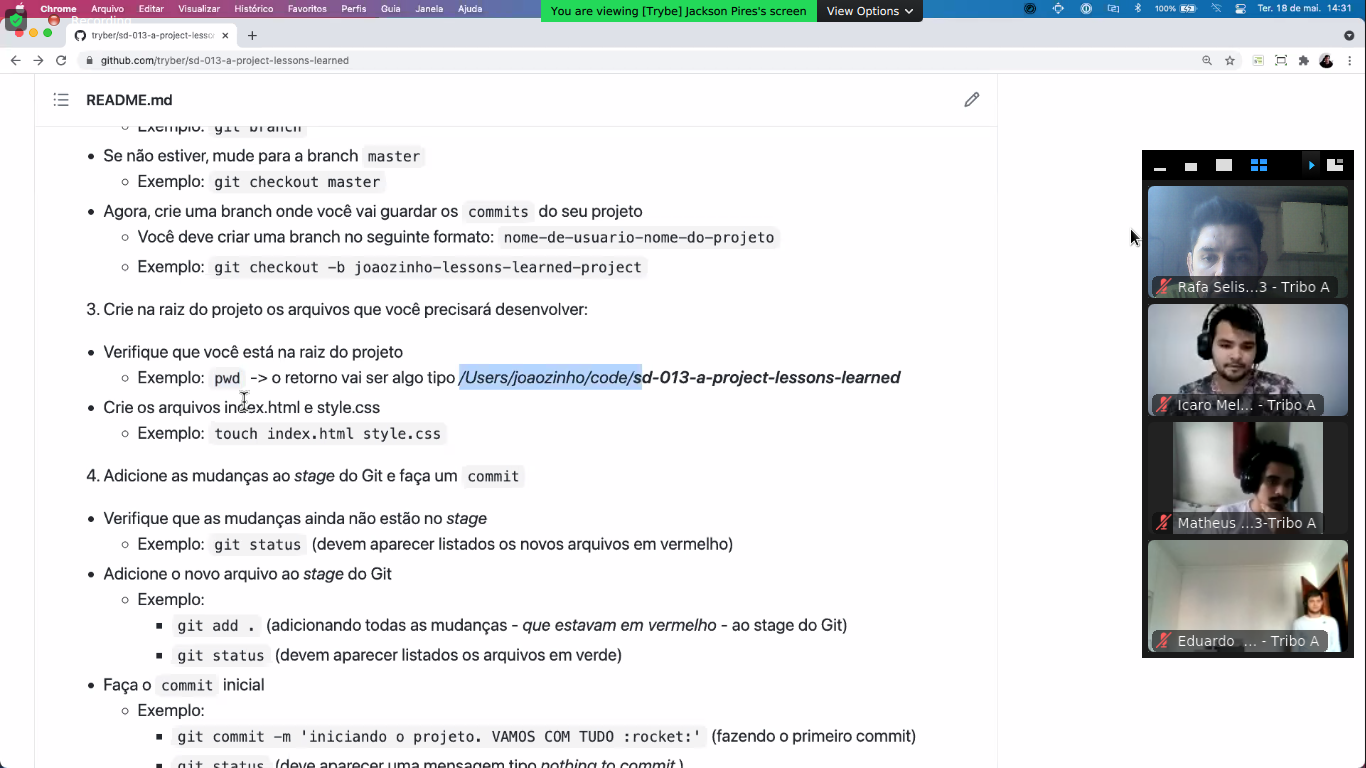 Chrome Arquivo Editar Visualizar Histórico Favoritos Perfis Guia Janela Ajuda
You are viewing [Trybe] Jackson Pires's screen
View Options
100%
Ter. 18 de mai. 14:31
Recording
tryber/sd-013-a-project-lesso
github.com/tryber/sd-013-a-project-lessons-learned
README.md
Exemplo: git branch
Se não estiver, mude para a branch master
Exemplo: git checkout master
Agora, crie uma branch onde você vai guardar os commits do seu projeto
Você deve criar uma branch no seguinte formato: nome-de-usuario-nome-do-projeto
Exemplo: git checkout -b joaozinho-lessons-learned-project
3. Crie na raiz do projeto os arquivos que você precisará desenvolver:
Verifique que você está na raiz do projeto
Exemplo: pwd -> o retorno vai ser algo tipo /Users/joaozinho/code/sd-013-a-project-lessons-learned
Crie os arquivos index.html e style.css
Exemplo: touch index.html style.css
4. Adicione as mudanças ao stage do Git e faça um commit
Verifique que as mudanças ainda não estão no stage
Exemplo: git status (devem aparecer listados os novos arquivos em vermelho)
Adicione o novo arquivo ao stage do Git
Exemplo:
git add . (adicionando todas as mudanças - que estavam em vermelho - ao stage do Git)
git status (devem aparecer listados os arquivos em verde)
Faça o commit inicial
Exemplo:
git commit -m 'iniciando o projeto. VAMOS COM TUDO :rocket:' (fazendo o primeiro commit)
git status (deve aparecer uma mensagem tipo nothing to commit )
Rafa Selis...3 - Tribo A
Icaro Mel... - Tribo A
Matheus ...3-Tribo A
Eduardo ... - Tribo A